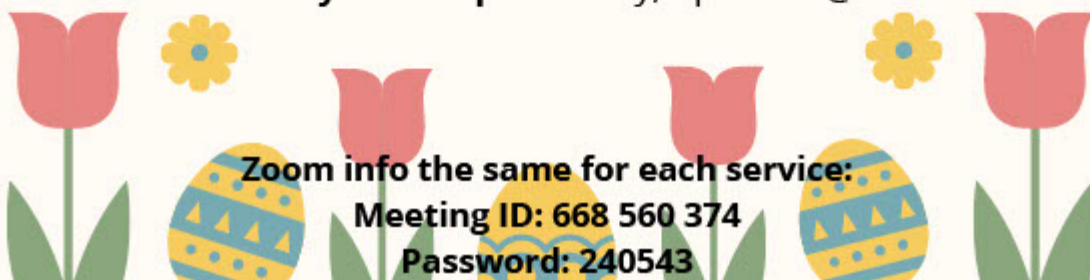 Zoom info the same for each service:
Meeting ID: 668 560 374
Password: 240543